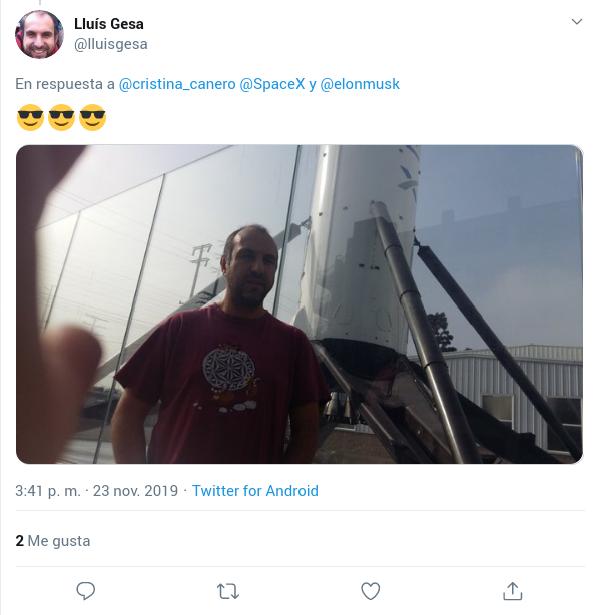 Lluís Gesa
@lluisgesa
En respuesta a @cristina_canero @SpaceX y @elonmusk
3:41 p. m. · 23 nov. 2019 · Twitter for Android
2 Me gusta